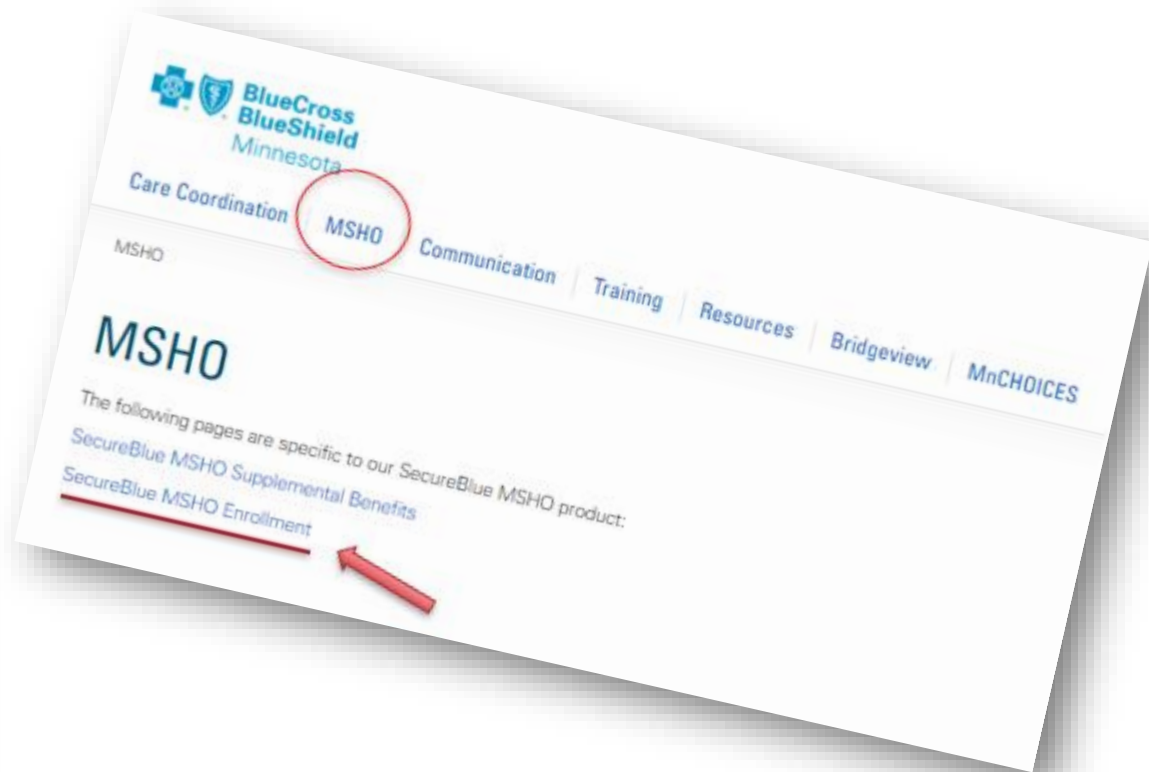 BlueCross
BlueShield
Minnesota
Care Coordination MSHO Communication Training Resources Bridgeview MnCHOICES
MSHO
MSHO
The following pages are specific to our SecureBlue MSHO product:
SecureBlue MSHO Supplemental Benefits
SecureBlue MSHO Enrollment